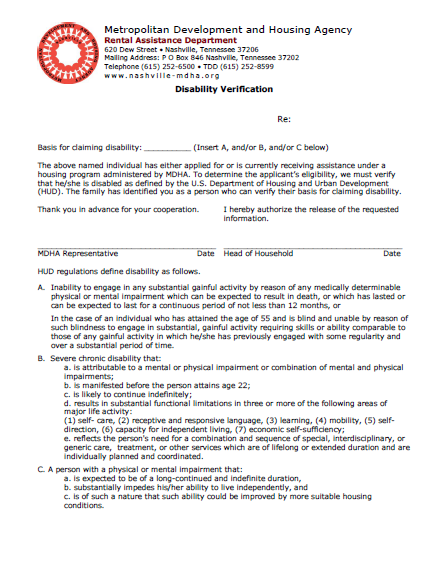 Metropolitan Development and Housing Agency
Rental Assistance Department
620 Dew Street • Nashville, Tennessee 37206
Mailing Address: P O Box 846 Nashville, Tennessee 37202
Telephone (615) 252-6500 • TDD (615) 252-8599
www.nashville-mdha.org
Disability Verification
Re:
Basis for claiming disability: __________ (Insert A, and/or B, and/or C below)
The above named individual has either applied for or is currently receiving assistance under a
housing program administered by MDHA. To determine the applicant's eligibility, we must verify
that he/she is disabled as defined by the U.S. Department of Housing and Urban Development
(HUD). The family has identified you as a person who can verify their basis for claiming disability.
Thank you in advance for your cooperation.
I hereby authorize the release of the requested
information.
MDHA Representative Date Head of Household Date
HUD regulations define disability as follows.
A. Inability to engage in any substantial gainful activity by reason of any medically determinable
physical or mental impairment which can be expected to result in death, or which has lasted or
can be expected to last for a continuous period of not less than 12 months, or
In the case of an individual who has attained the age of 55 and is blind and unable by reason of
such blindness to engage in substantial, gainful activity requiring skills or ability comparable to
those of any gainful activity in which he/she has previously engaged with some regularity and
over a substantial period of time.
B. Severe chronic disability that:
a. is attributable to a mental or physical impairment or combination of mental and physical
impairments;
b. is manifested before the person attains age 22;
c. is likely to continue indefinitely;
d. results in substantial functional limitations in three or more of the following areas of
major life activity:
(1) self- care, (2) receptive and responsive language, (3) learning, (4) mobility, (5) self-
direction, (6) capacity for independent living, (7) economic self-sufficiency;
e. reflects the person's need for a combination and sequence of special, interdisciplinary, or
generic care, treatment, or other services which are of lifelong or extended duration and are
individually planned and coordinated.
C. A person with a physical or mental impairment that:
a. is expected to be of a long-continued and indefinite duration,
b. substantially impedes his/her ability to live independently, and
c. is of such a nature that such ability could be improved by more suitable housing
conditions.